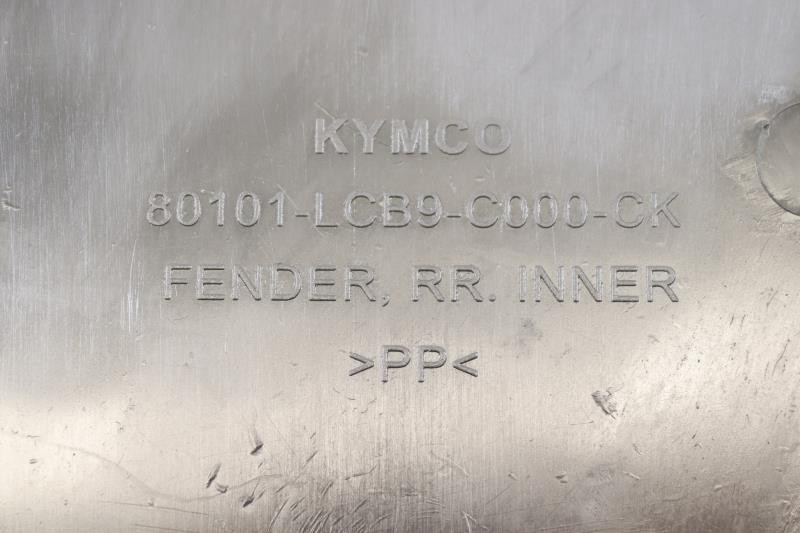 KYMCO
80101-LCB9-C000-CK
FENDER, RR. INNER
>PP<